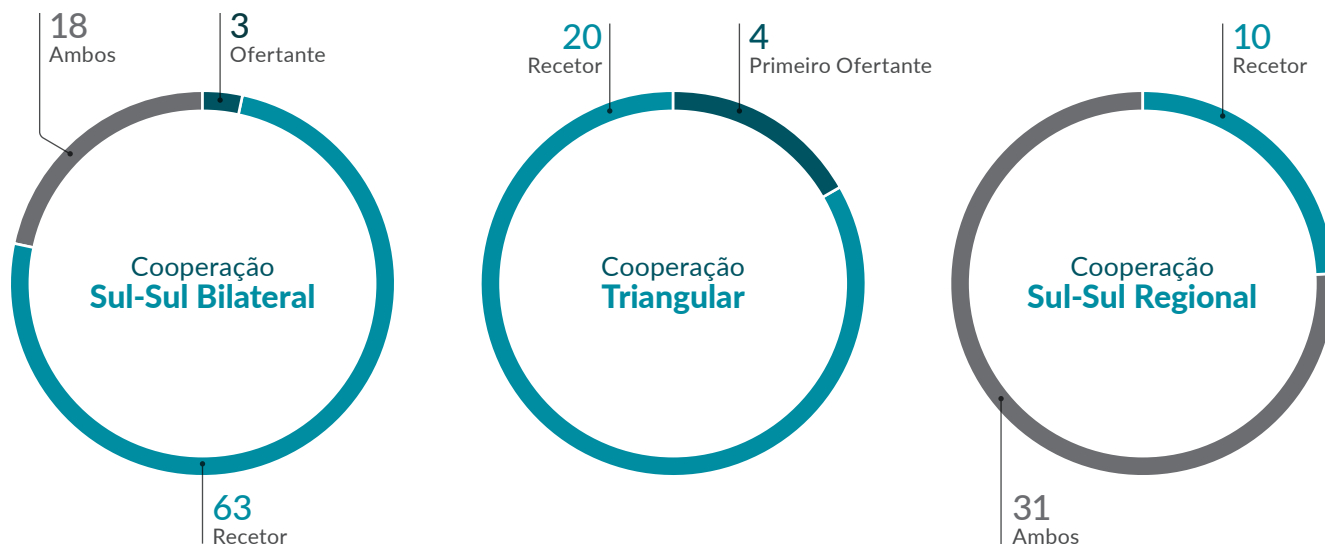 18
Ambos
3
Ofertante
Cooperação
Sul-Sul Bilateral
63
Recetor
20
Recetor
4
Primeiro Ofertante
Cooperação
Triangular
10
Recetor
Cooperação
Sul-Sul Regional
31
Ambos